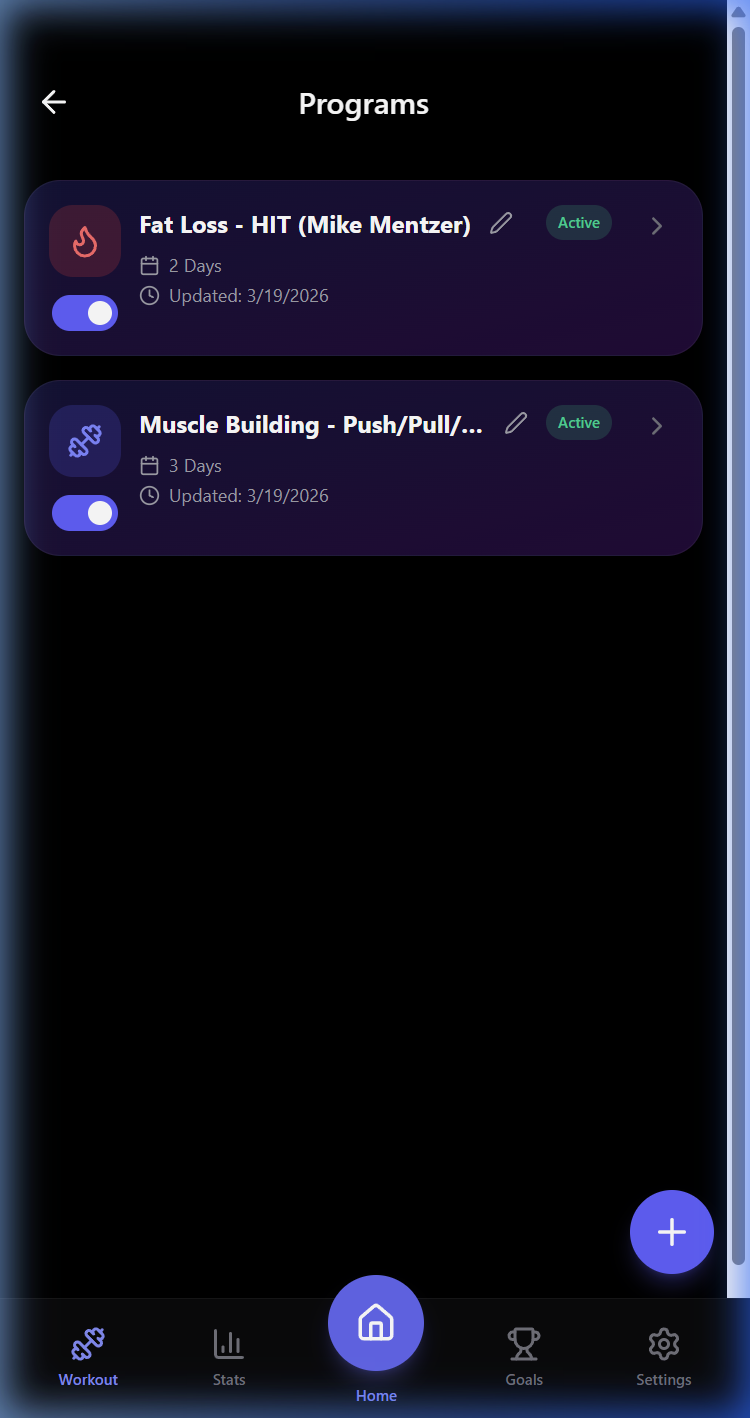 Programs
Fat Loss - HIT (Mike Mentzer)
Active
2 Days
Updated: 3/19/2026
Muscle Building - Push/Pull/...
Active
3 Days
Updated: 3/19/2026
Workout
Stats
Home
Goals
Settings